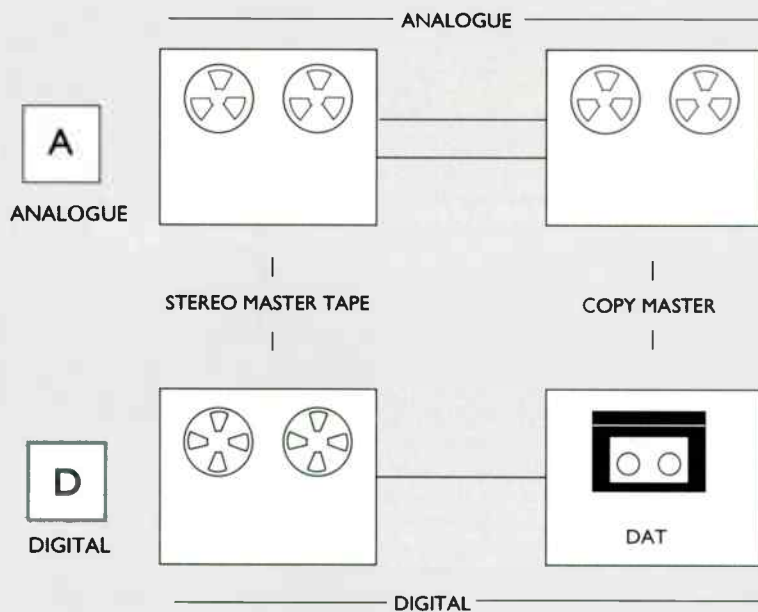 ANALOGUE
A
ANALOGUE
STEREO MASTER TAPE
COPY MASTER
D
DIGITAL
DAT
DIGITAL